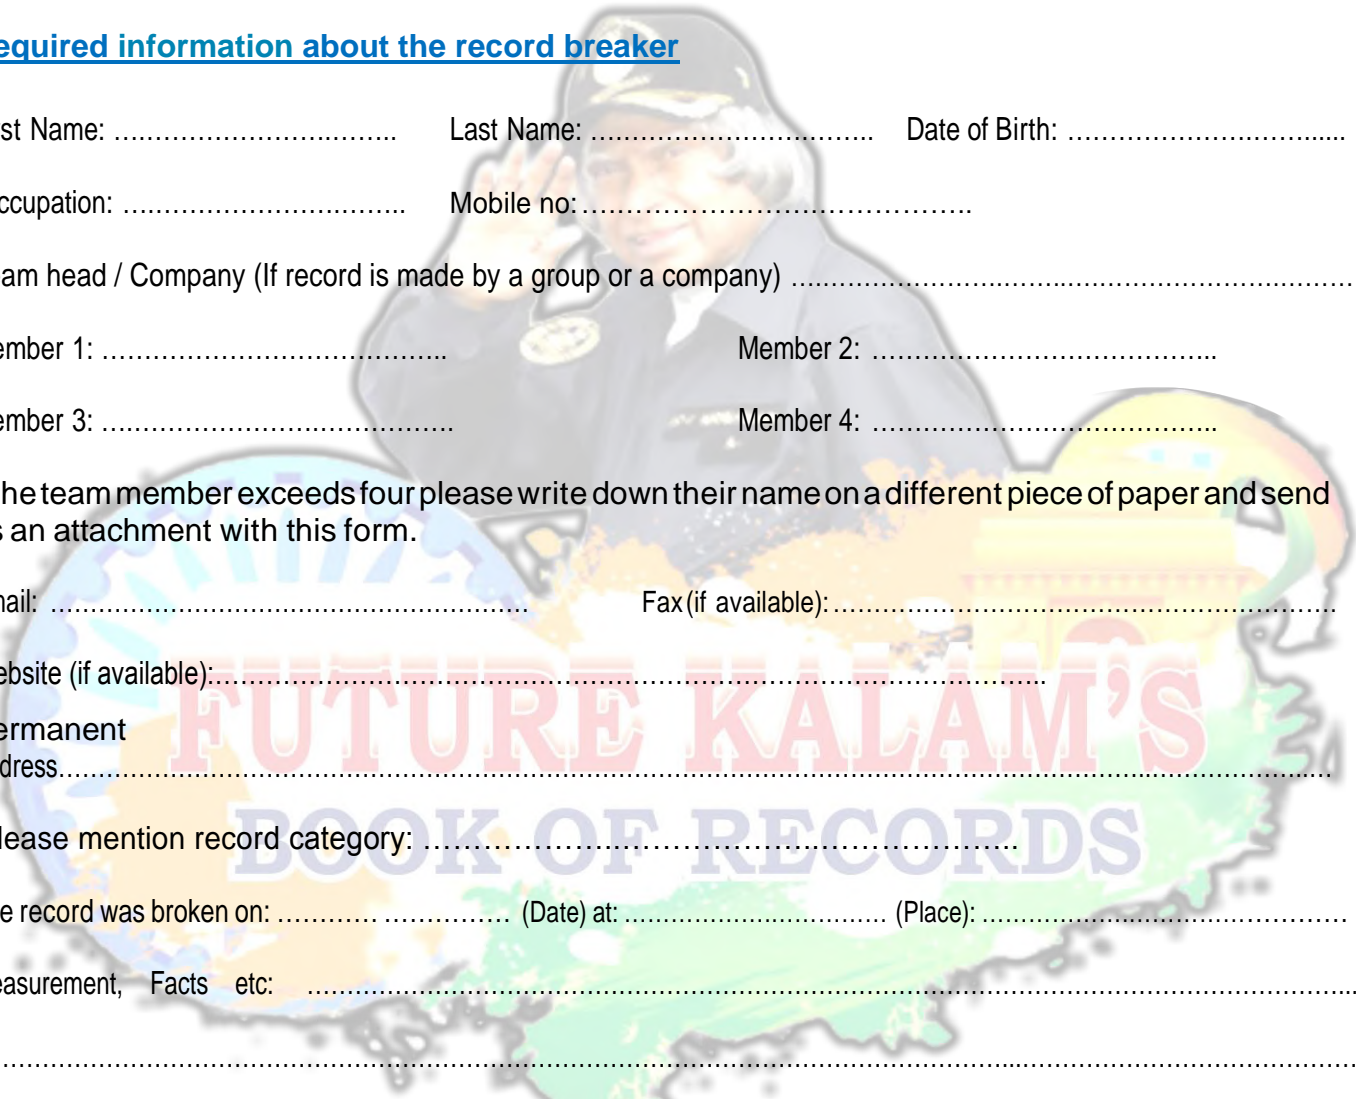 equired information about the record breaker
rst Name: ................................... Last Name: ................................... Date of Birth: ...................................
ccupation: ................................... Mobile no: ...................................
am head / Company (If record is made by a group or a company) ...................................
ember 1: ................................... Member 2: ...................................
ember 3: ................................... Member 4: ...................................
he team member exceeds four please write down their name on a different piece of paper and send
s an attachment with this form.
ail: ................................... Fax (if available): ...................................
ebsite (if available): ...................................
FUTURE KALAM'S
ermanent
dress...................................
BOOK OF RECORDS
lease mention record category: ...................................
e record was broken on: ............ ............... (Date) at: ................................... (Place): ...................................
easurement, Facts etc: ...................................
...................................